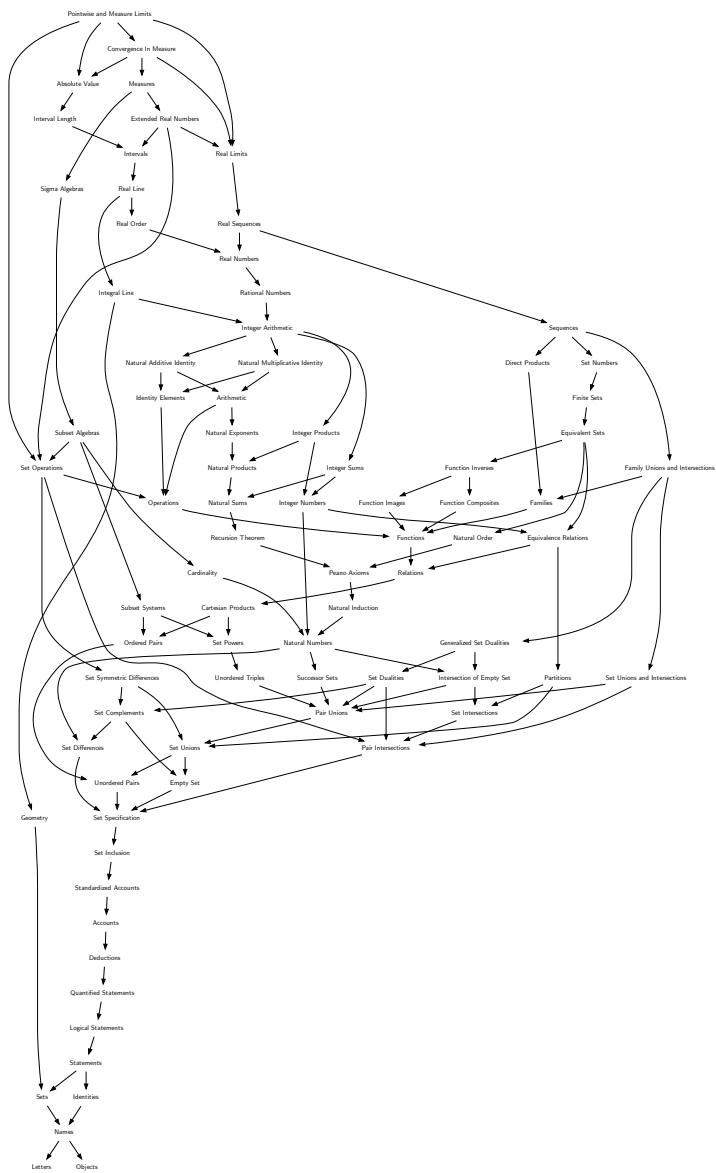 Pointwise and Measure Limits
Convergence In Measure
Absolute Value
Measures
Interval Length
Extended Real Numbers
Intervals
Real Limits
Sigma Algebras
Real Line
Real Order
Real Sequences
Real Numbers
Integral Line
Rational Numbers
Integer Arithmetic
Sequences
Natural Additive Identity
Natural Multiplicative Identity
Direct Products
Set Numbers
Identity Elements
Arithmetic
Finite Sets
Subset Algebras
Natural Exponents
Integer Products
Equivalent Sets
Set Operations
Natural Products
Integer Sums
Function Inverses
Family Unions and Intersections
Operations
Natural Sums
Integer Numbers
Function Images
Function Composites
Families
Recursion Theorem
Functions
Natural Order
Equivalence Relations
Cardinality
Peano Axioms
Relations
Subset Systems
Cartesian Products
Natural Induction
Ordered Pairs
Set Powers
Natural Numbers
Generalized Set Dualities
Set Symmetric Differences
Unordered Triples
Successor Sets
Set Dualities
Intersection of Empty Set
Partitions
Set Unions and Intersections
Set Complements
Pair Unions
Set Intersections
Set Differences
Set Unions
Pair Intersections
Unordered Pairs
Empty Set
Geometry
Set Specification
Set Inclusion
Standardized Accounts
Accounts
Deductions
Quantified Statements
Logical Statements
Statements
Sets
Identities
Names
Letters
Objects